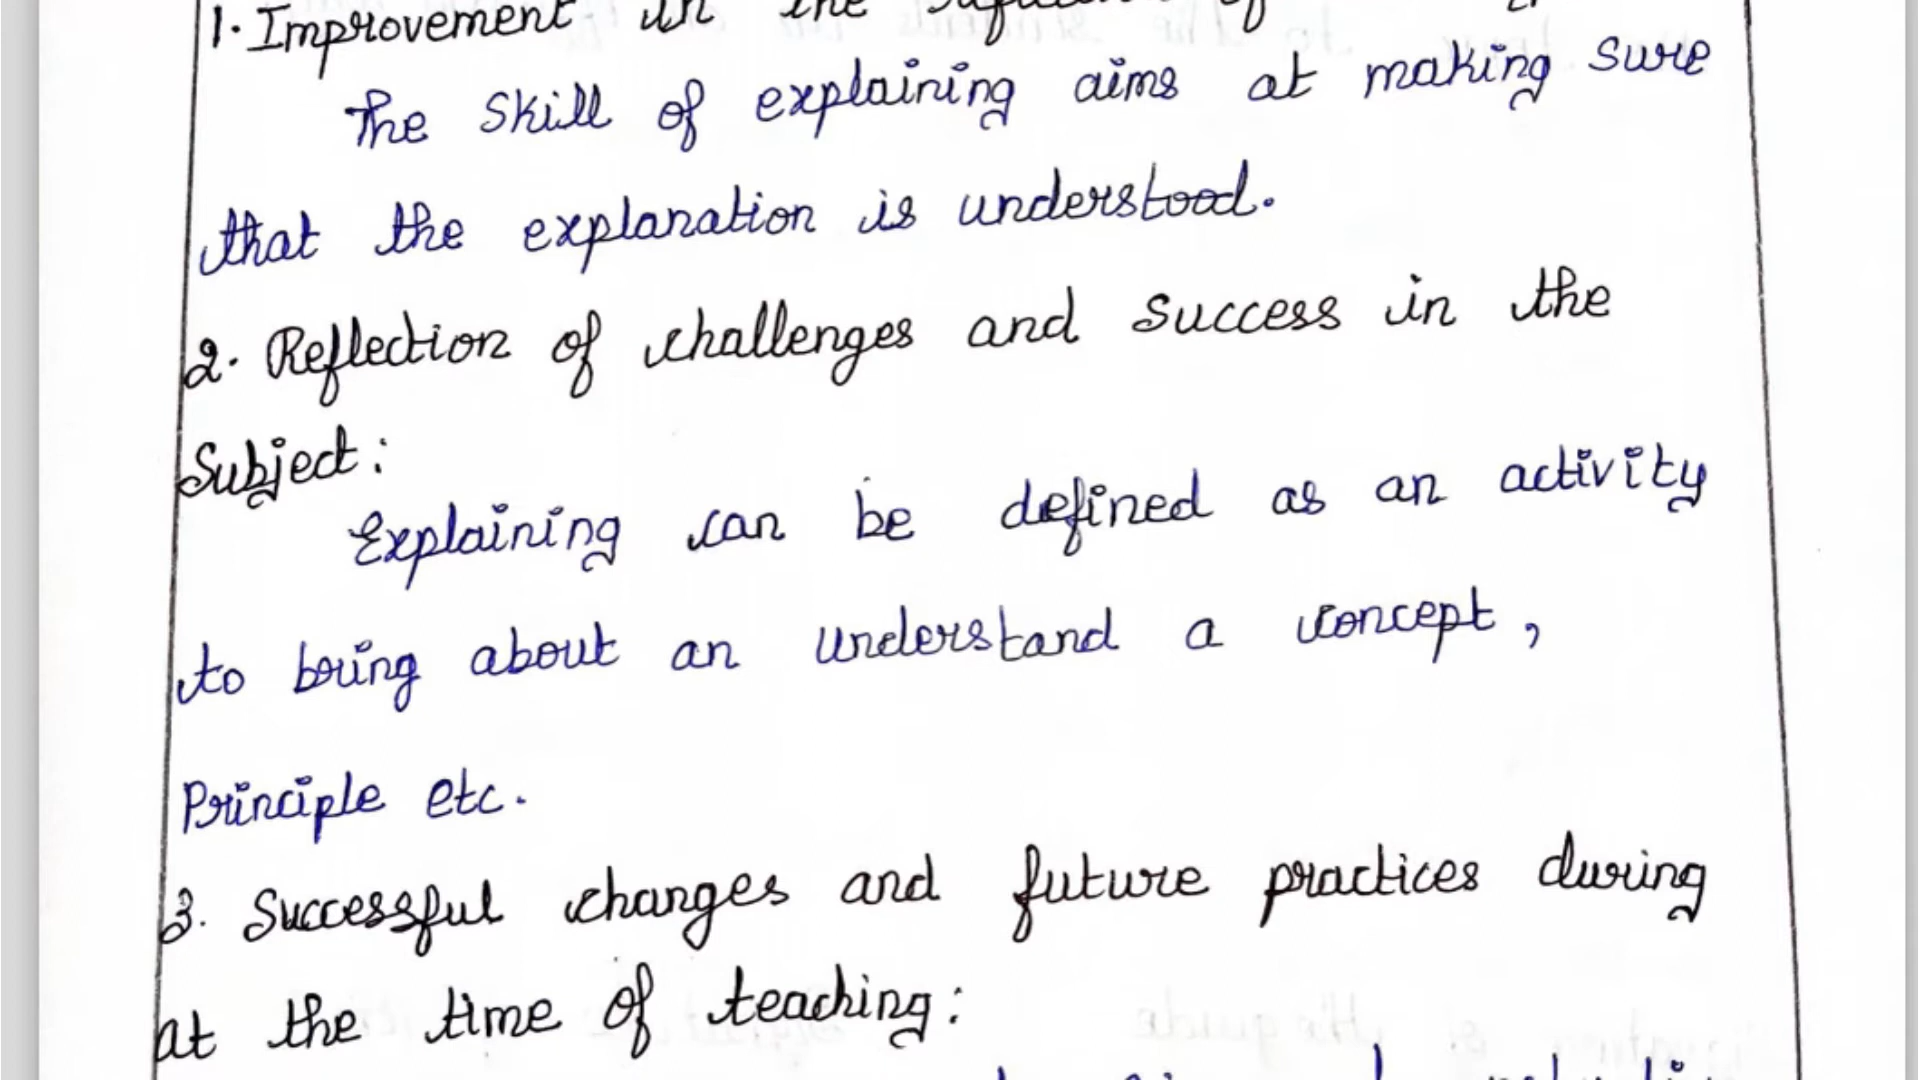 1. Improvement in the of
The Skill of explaining aims at making sure
that the explanation is understood.
2. Reflection of challenges and Success in the
Subject :
Explaining can be defined as an activity
to bring about an understand a concept,
Principle etc.
3. Successful changes and future practices during
at the time of teaching :